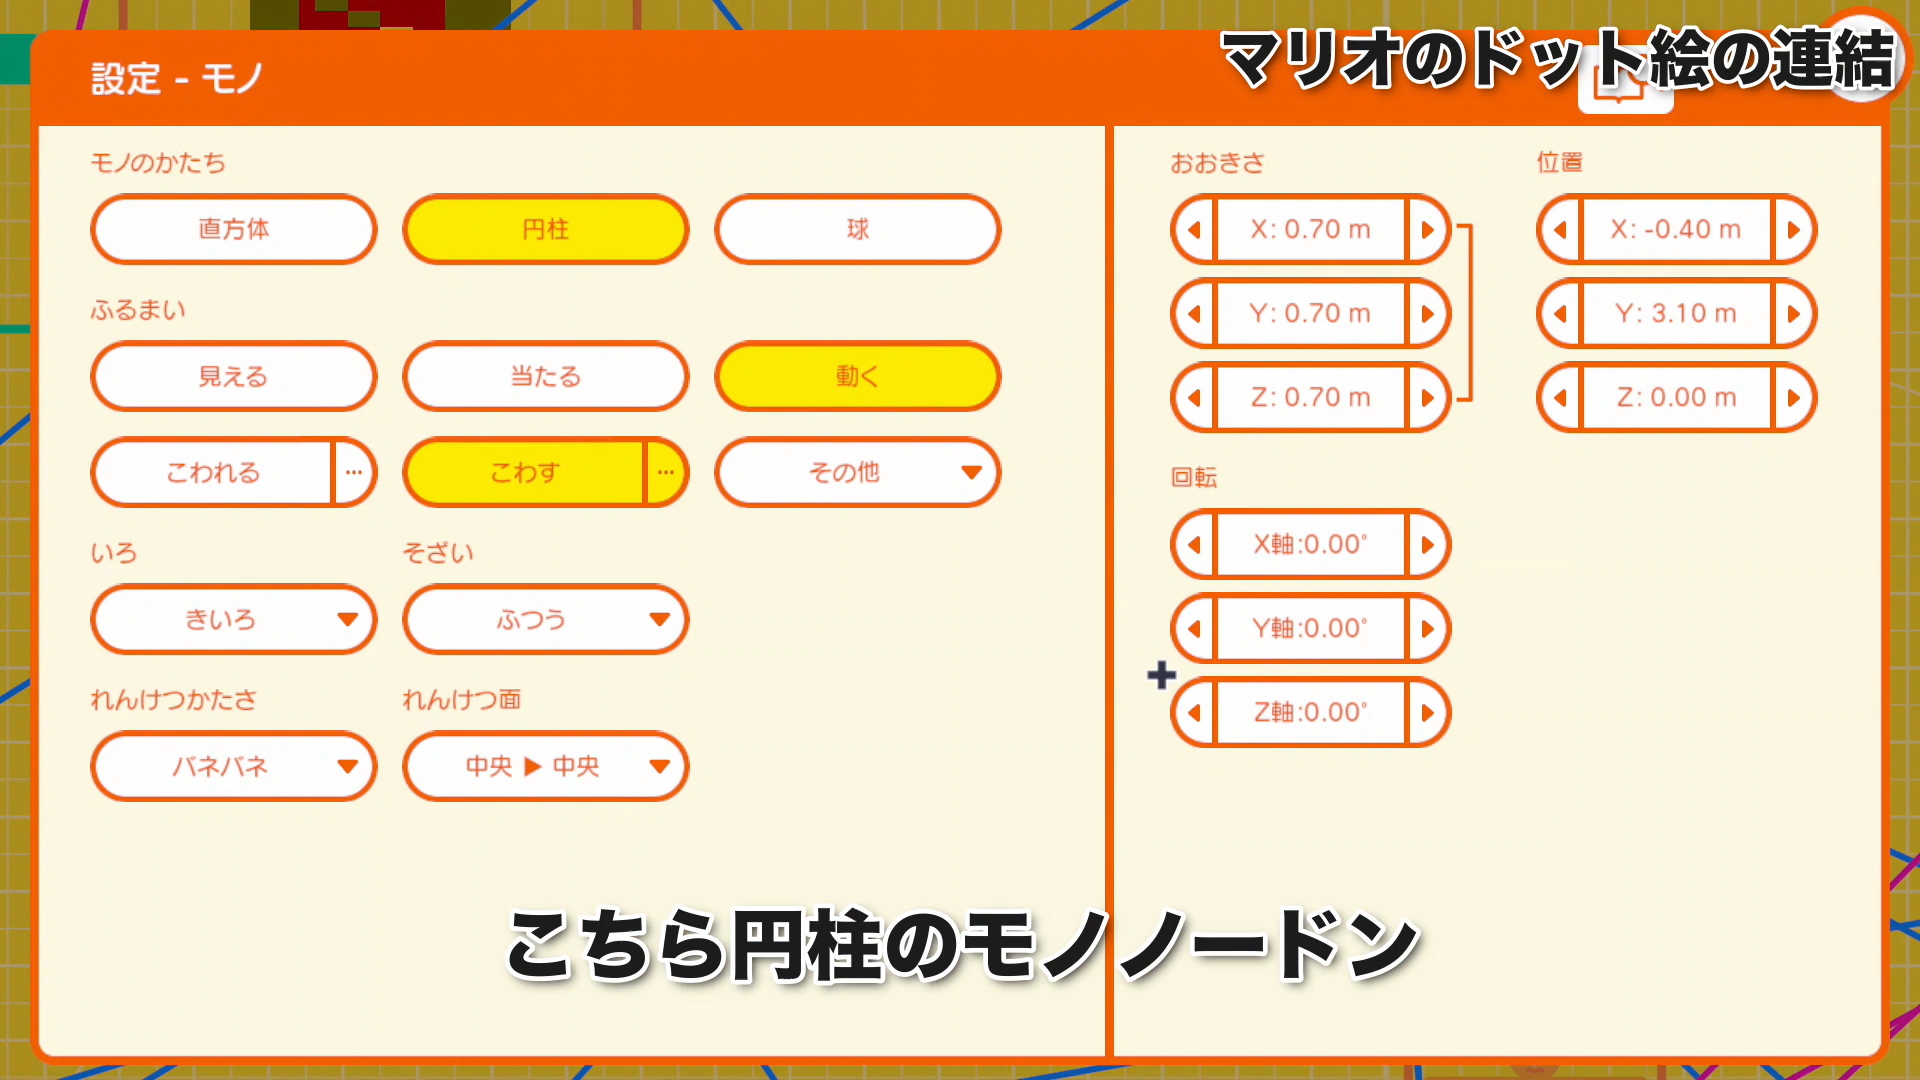 マリオのドット絵の連結
設定 - モノ
モノのかたち
直方体
円柱
球
ふるまい
見える
当たる
動く
こわれる
...
こわす
...
その他
いろ
そざい
きいろ
ふつう
れんけつかたさ
れんけつ面
バネバネ
中央 ▶ 中央
おおきさ
X: 0.70 m
Y: 0.70 m
Z: 0.70 m
位置
X: -0.40 m
Y: 3.10 m
Z: 0.00 m
回転
X軸:0.00°
Y軸:0.00°
Z軸:0.00°
こちら円柱のモノノードン